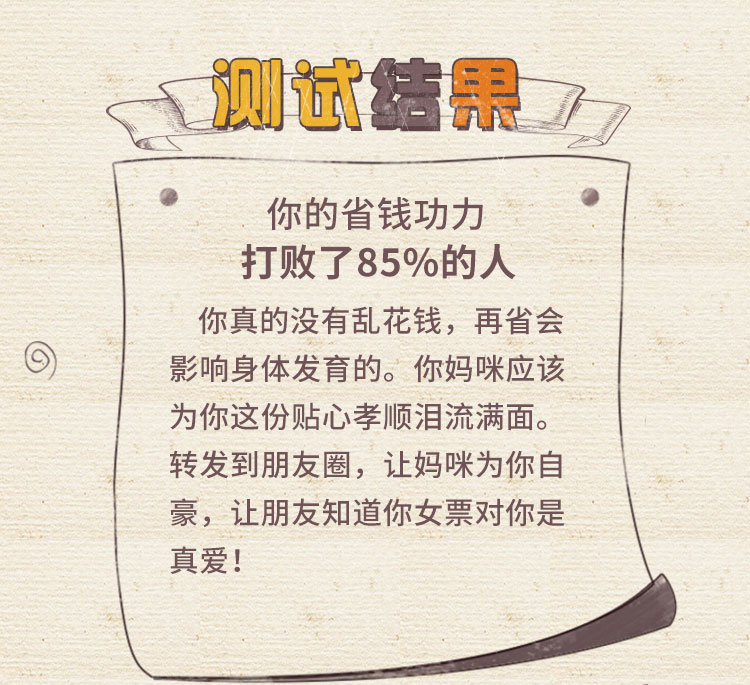 测试结果
你的省钱功力
打败了85%的人
你真的没有乱花钱，再省会
影响身体发育的。你妈咪应该
为你这份贴心孝顺泪流满面。
转发到朋友圈，让妈咪为你自
豪，让朋友知道你女票对你是
真爱！